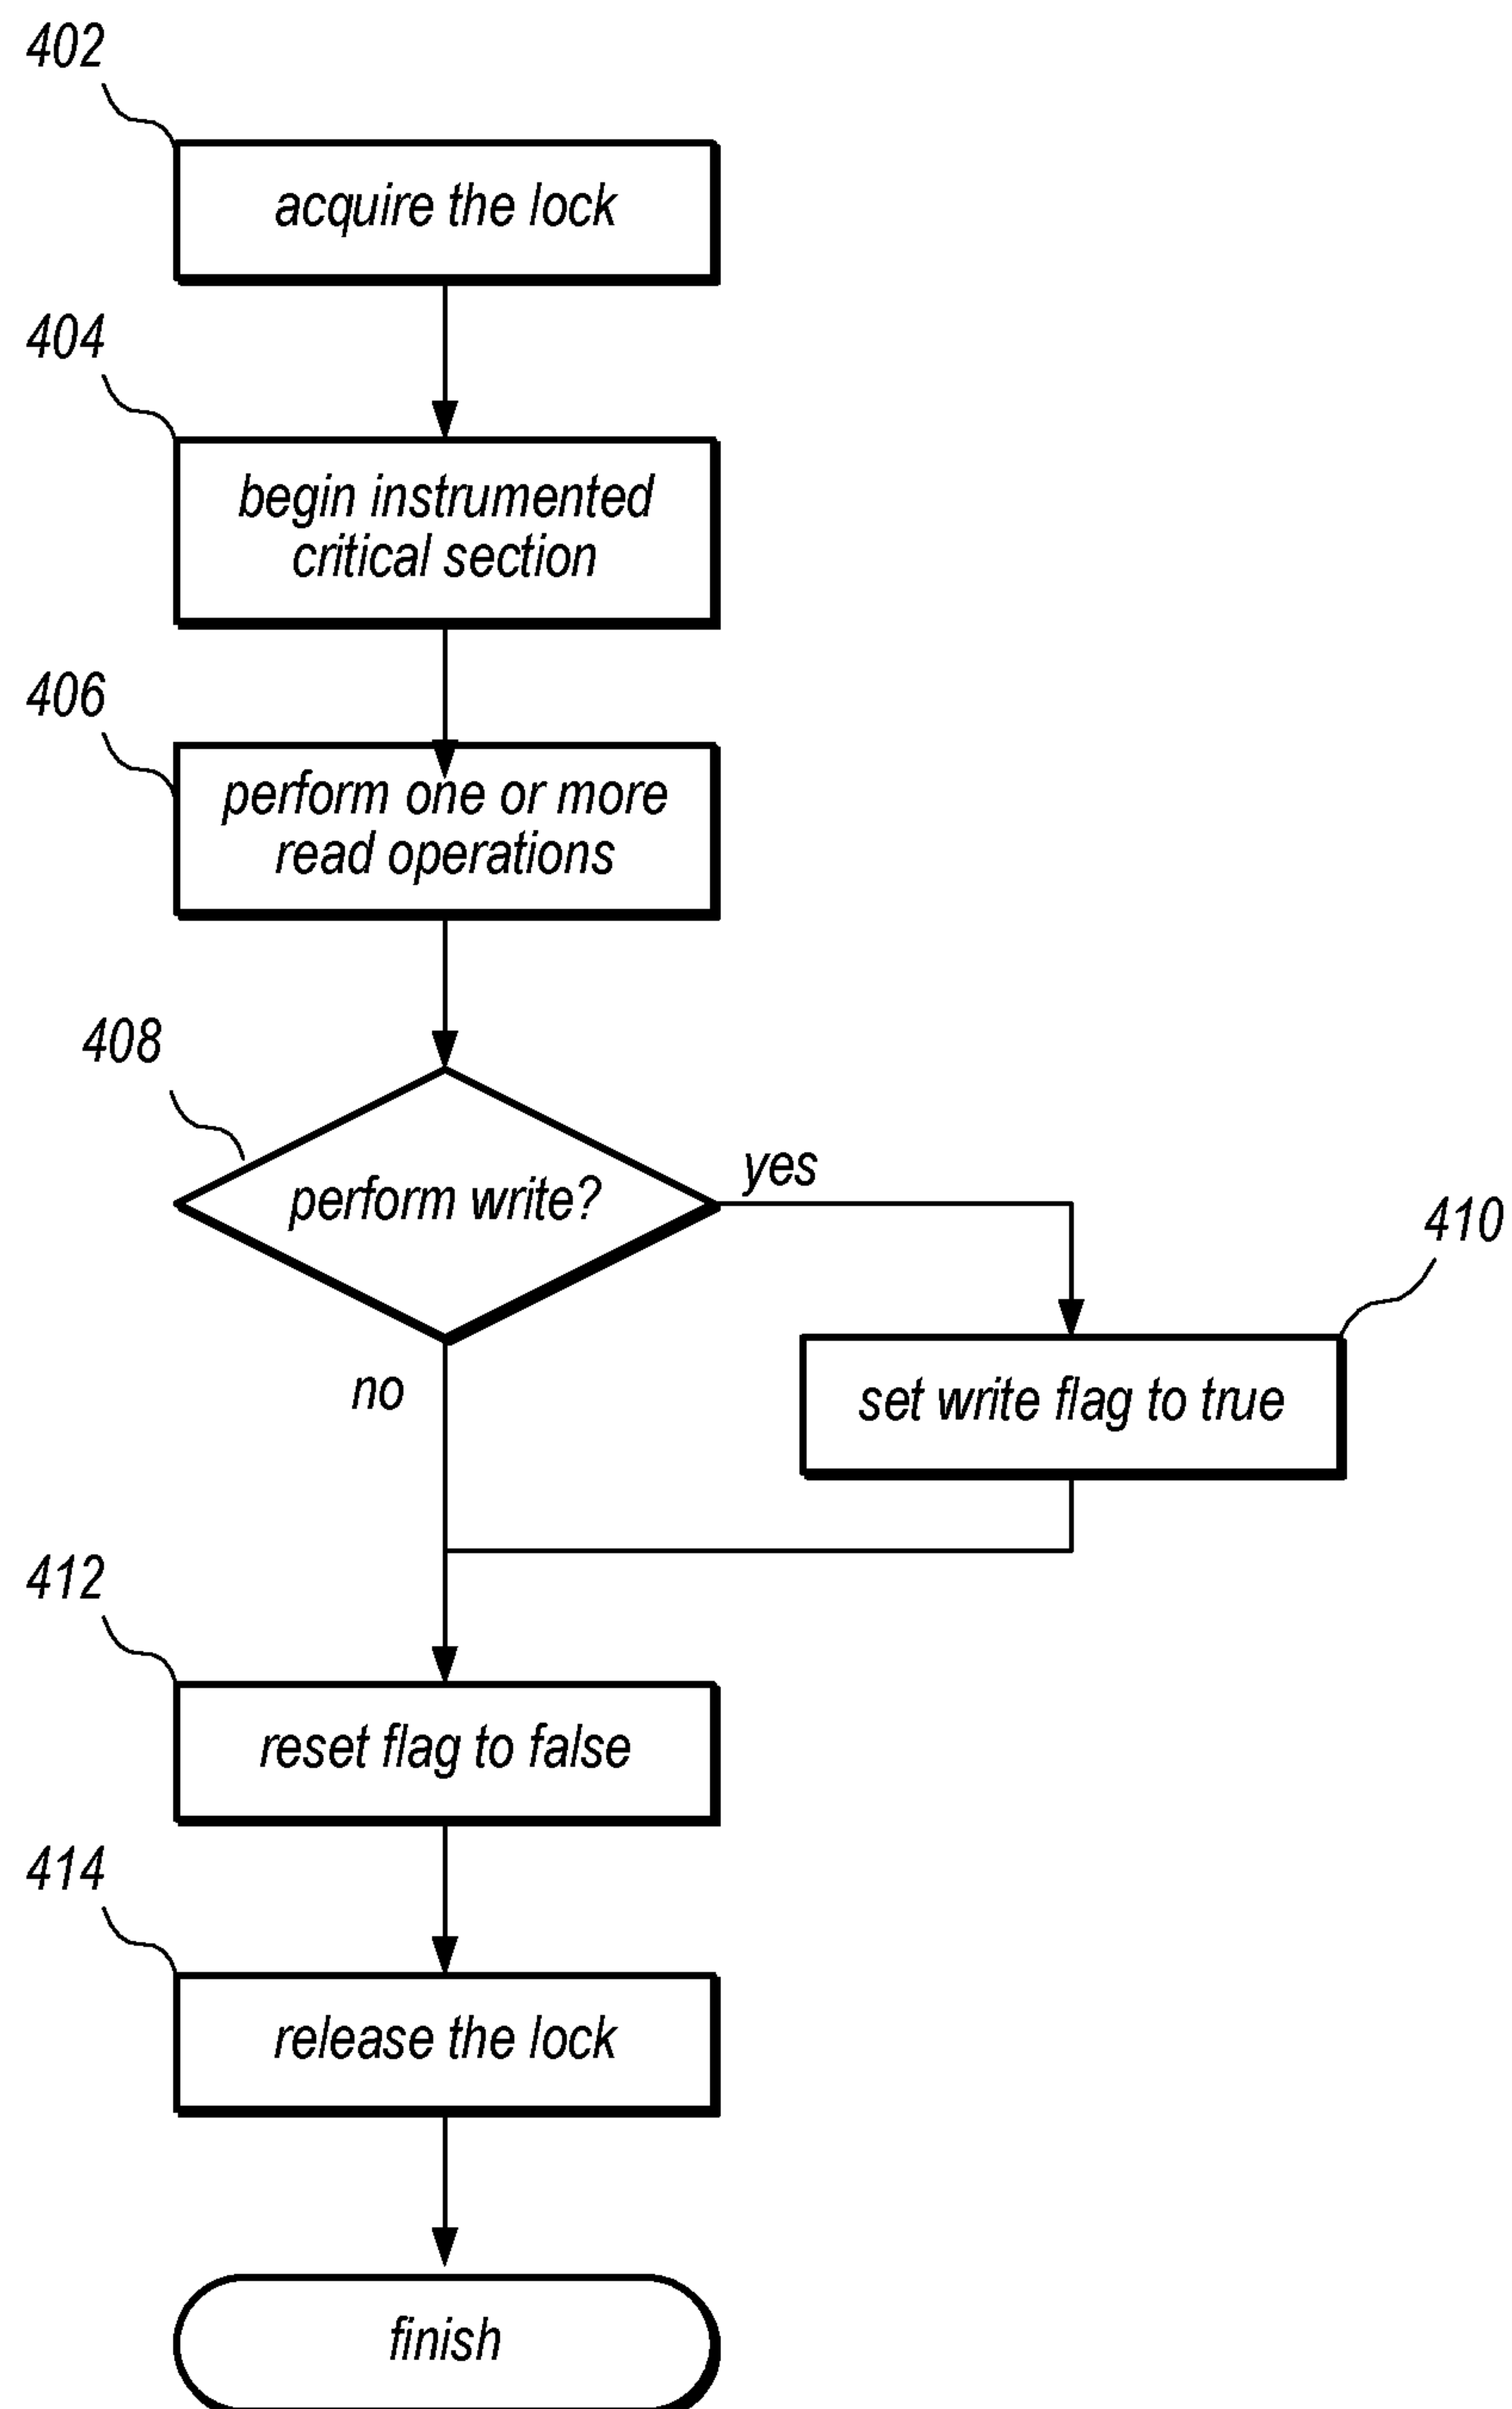 402
acquire the lock
404
begin instrumented
critical section
406
perform one or more
read operations
408
perform write?
yes
410
set write flag to true
no
412
reset flag to false
414
release the lock
finish